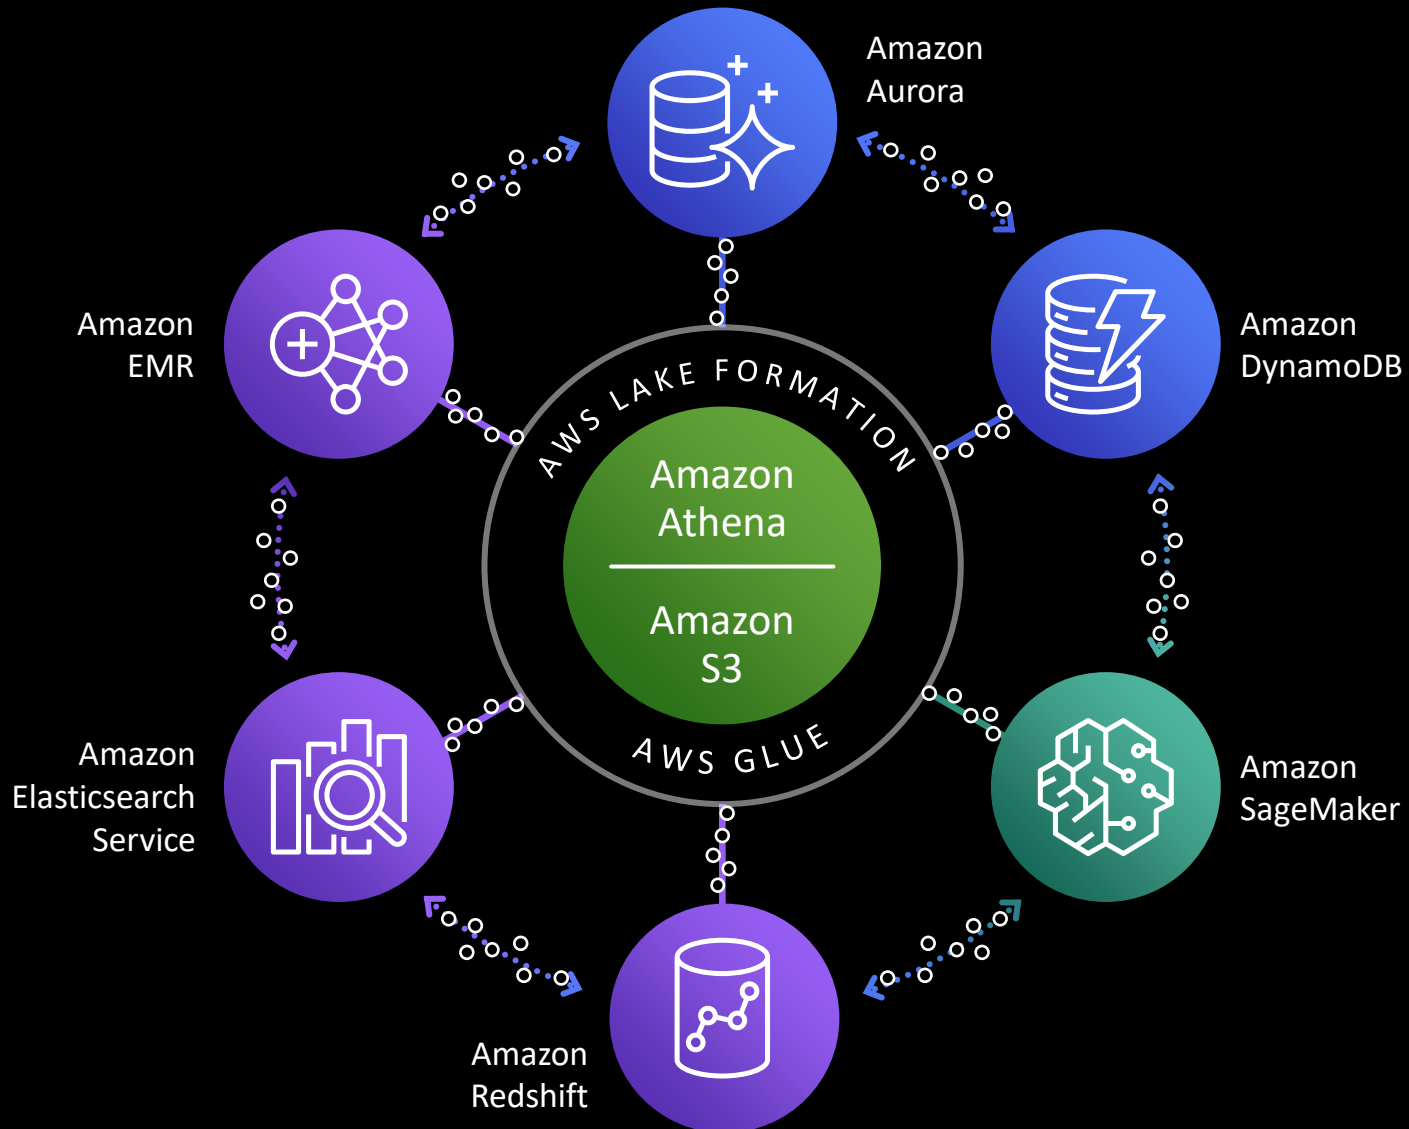 Amazon
Aurora
Amazon
EMR
Amazon
DynamoDB
AWS LAKE FORMATION
Amazon
Athena
Amazon
S3
AWS GLUE
Amazon
Elasticsearch
Service
Amazon
SageMaker
Amazon
Redshift